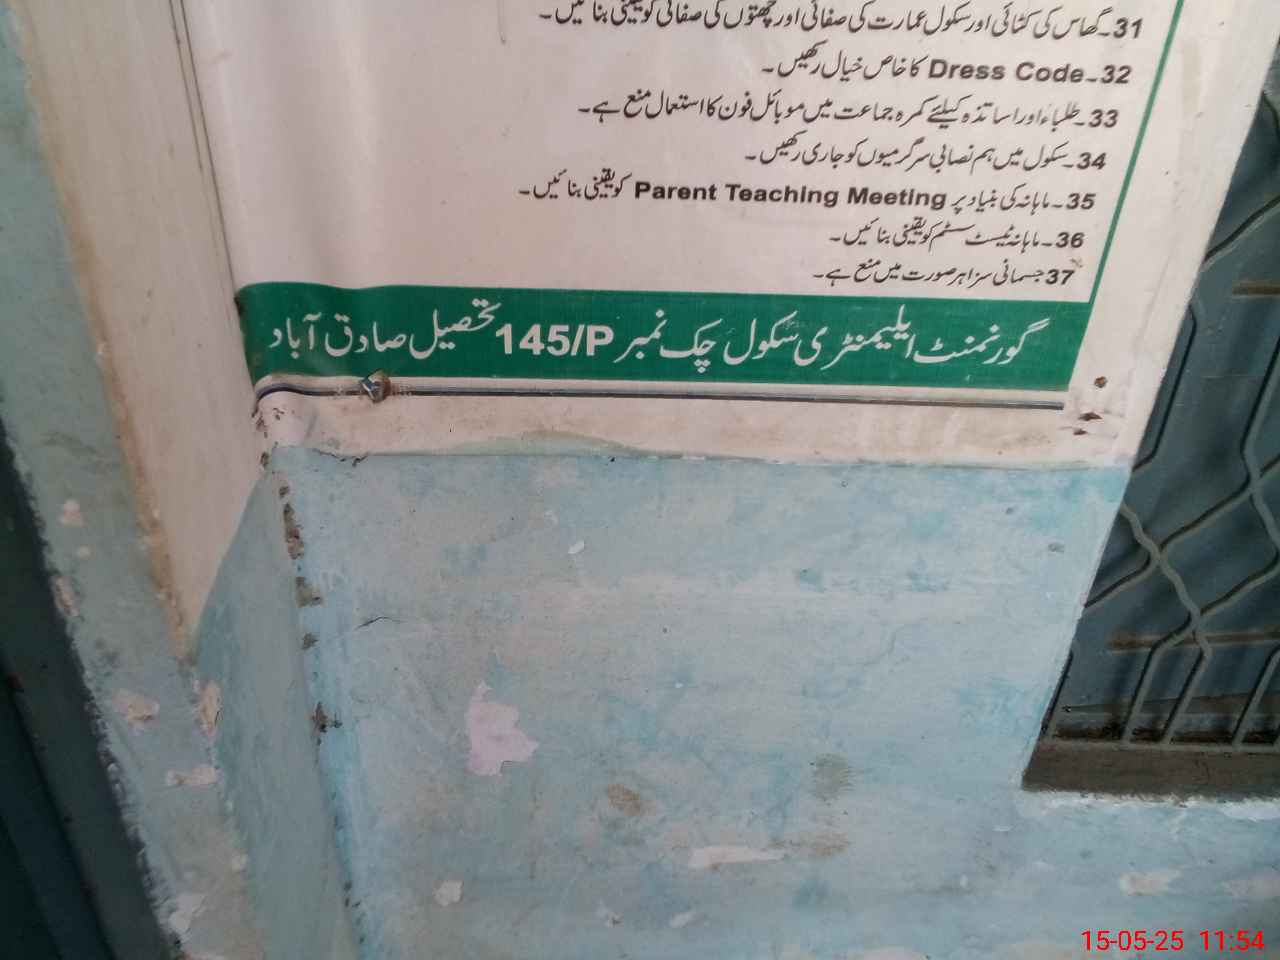 31۔گھاس کی کٹائی اور سکول عمارت کی صفائی اور چھتوں کی صفائی کو یقینی بنائیں۔
32۔Dress Code کا خاص خیال رکھیں۔
33۔طلباء اور اساتذہ کیلئے کمرہ جماعت میں موبائل فون کا استعمال منع ہے۔
34۔سکول میں ہم نصابی سرگرمیوں کو جاری رکھیں۔
35۔ماہانہ کی بنیاد پر Parent Teaching Meeting کو یقینی بنائیں۔
36۔ماہانہ ٹیسٹ سسٹم کو یقینی بنائیں۔
37 جسمانی سزا ہر صورت میں منع ہے۔
گورنمنٹ ایلیمنٹری سکول چک نمبر 145/P تحصیل صادق آباد
15-05-25 11:54